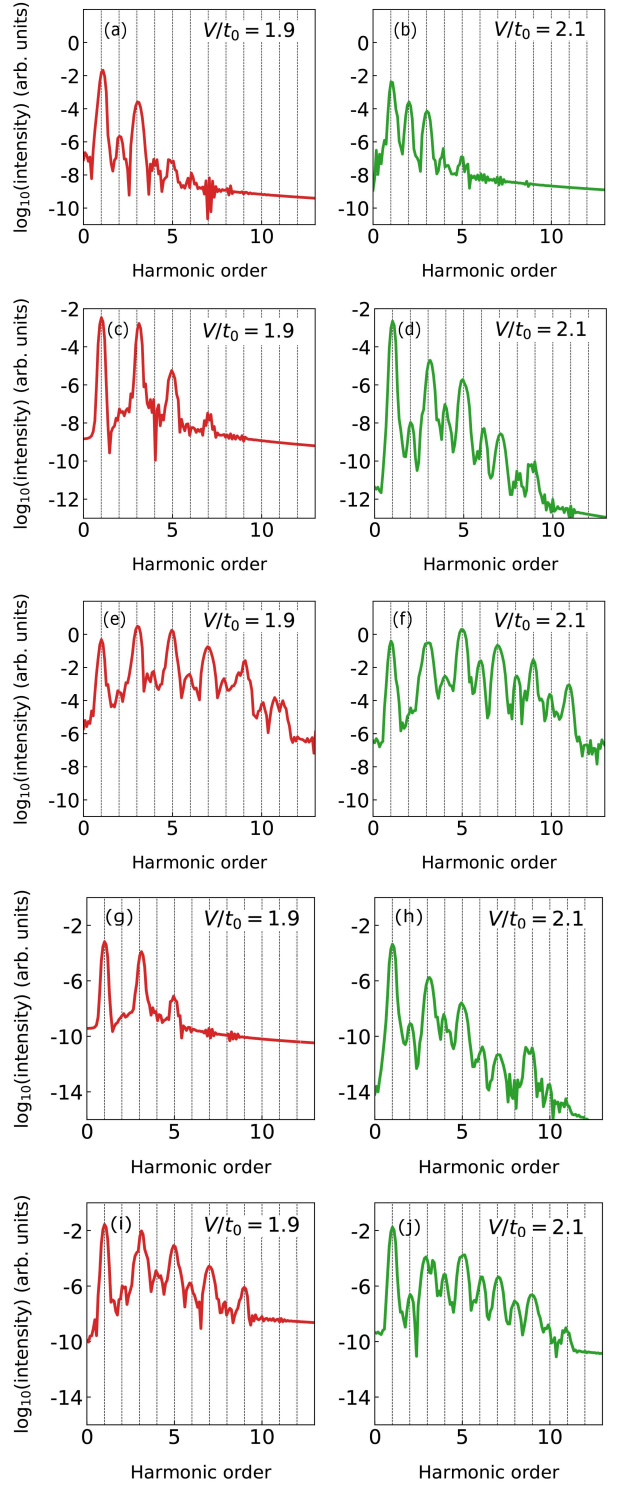 (a) V/t₀ = 1.9
(b) V/t₀ = 2.1
log₁₀(intensity) (arb. units)
0
-2
-4
-6
-8
-10
0
-2
-4
-6
-8
-10
0 5 10
0 5 10
Harmonic order
Harmonic order
(c) V/t₀ = 1.9
(d) V/t₀ = 2.1
log₁₀(intensity) (arb. units)
-2
-4
-6
-8
-10
-12
-2
-4
-6
-8
-10
-12
0 5 10
0 5 10
Harmonic order
Harmonic order
(e) V/t₀ = 1.9
(f) V/t₀ = 2.1
log₁₀(intensity) (arb. units)
0
-2
-4
-6
-8
-10
0
-2
-4
-6
-8
-10
0 5 10
0 5 10
Harmonic order
Harmonic order
(g) V/t₀ = 1.9
(h) V/t₀ = 2.1
log₁₀(intensity) (arb. units)
-2
-6
-10
-14
-2
-6
-10
-14
0 5 10
0 5 10
Harmonic order
Harmonic order
(i) V/t₀ = 1.9
(j) V/t₀ = 2.1
log₁₀(intensity) (arb. units)
-2
-6
-10
-14
-2
-6
-10
-14
0 5 10
0 5 10
Harmonic order
Harmonic order